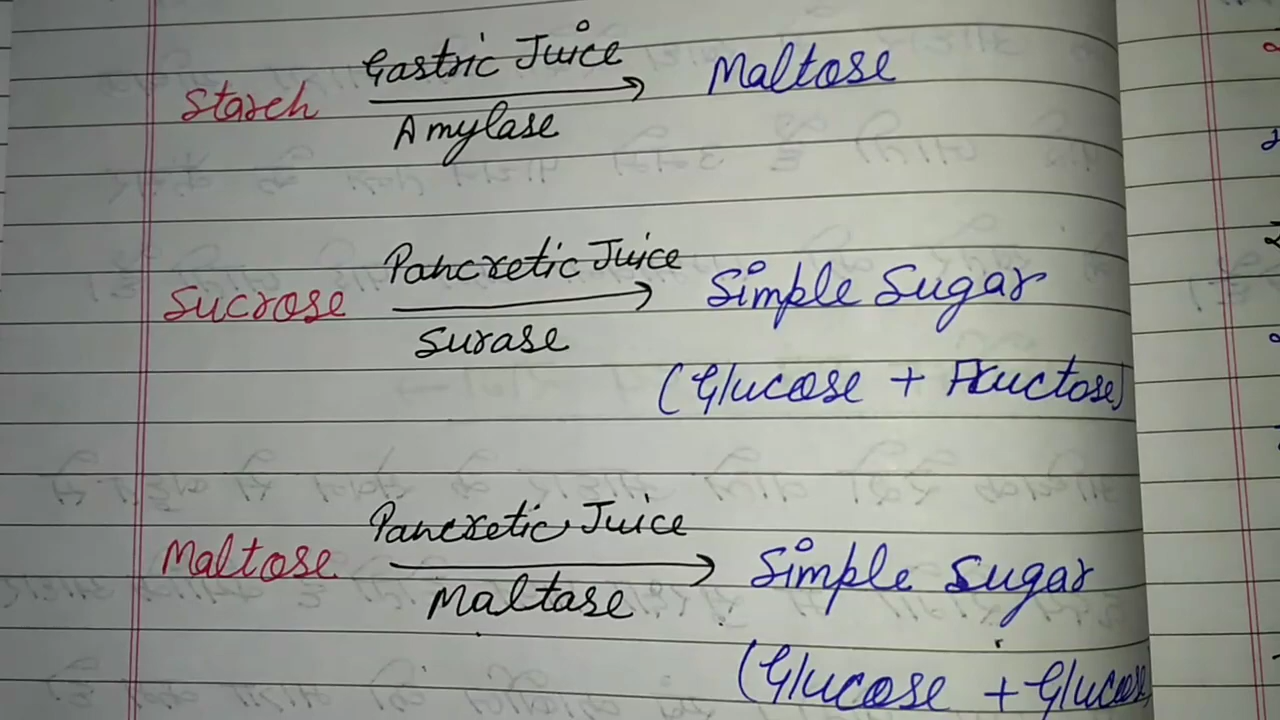 Gastric Juice
Starch → Maltose
Amylase
Pancretic Juice
Sucrose → Simple Sugar
Surase
(Glucose + Fructose)
Pancretic Juice
Maltose → Simple Sugar
Maltase
(Glucose + Glucose